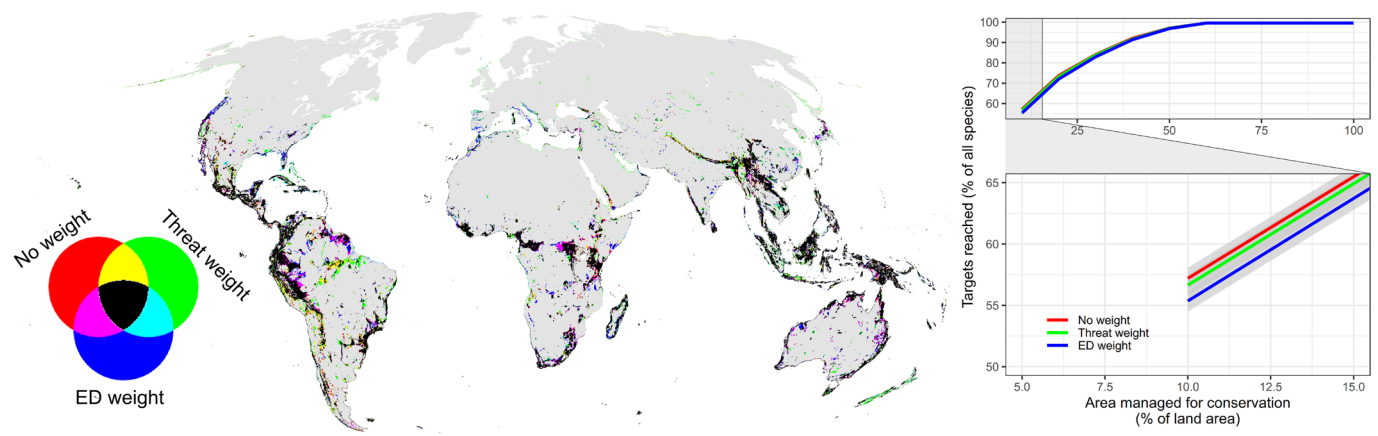 No weight
Threat weight
ED weight
Targets reached (% of all species)
100
90
80
70
60
25
50
75
100
65
60
55
50
No weight
Threat weight
ED weight
5.0
7.5
10.0
12.5
15.0
Area managed for conservation
(% of land area)